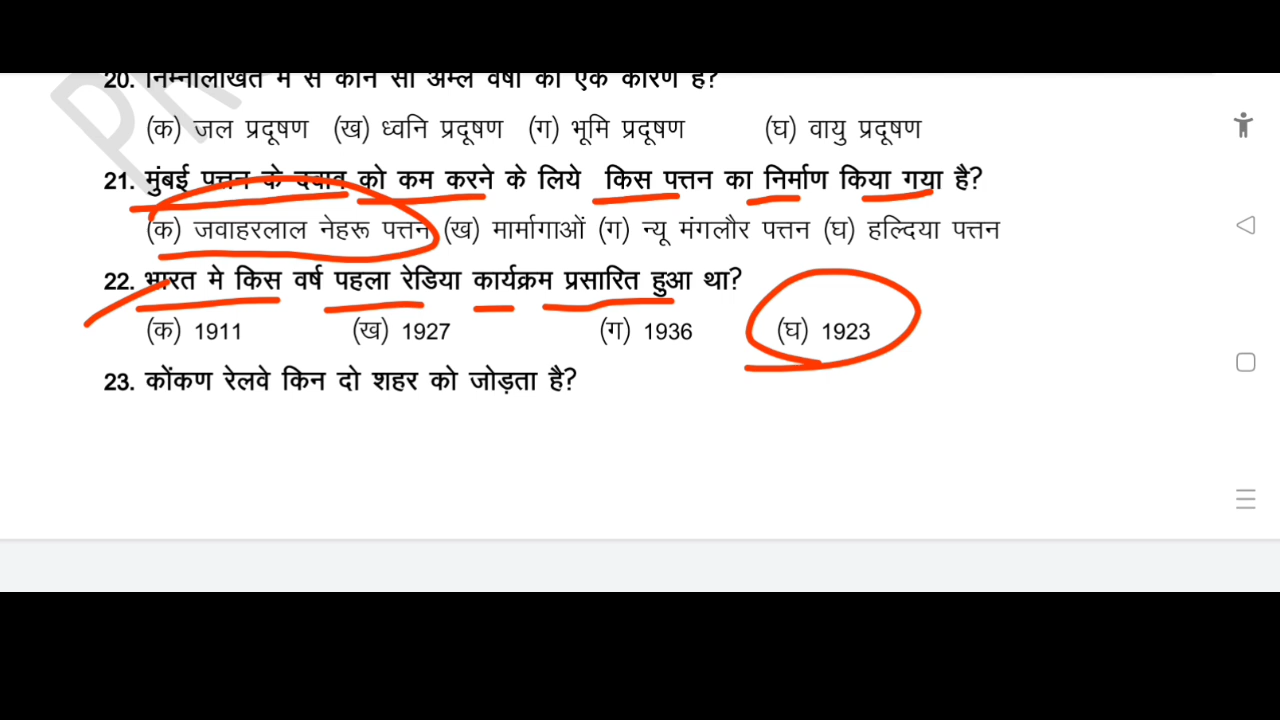 20. निम्नलिखित में से कौन सा अम्ल वर्षा का एक कारण है?
(क) जल प्रदूषण (ख) ध्वनि प्रदूषण (ग) भूमि प्रदूषण (घ) वायु प्रदूषण
21. मुंबई पत्तन के दवाव को कम करने के लिये किस पत्तन का निर्माण किया गया है?
(क) जवाहरलाल नेहरू पत्तन (ख) मार्मागाओं (ग) न्यू मंगलौर पत्तन (घ) हल्दिया पत्तन
22. भारत मे किस वर्ष पहला रेडिया कार्यक्रम प्रसारित हुआ था?
(क) 1911 (ख) 1927 (ग) 1936 (घ) 1923
23. कोंकण रेलवे किन दो शहर को जोड़ता है?